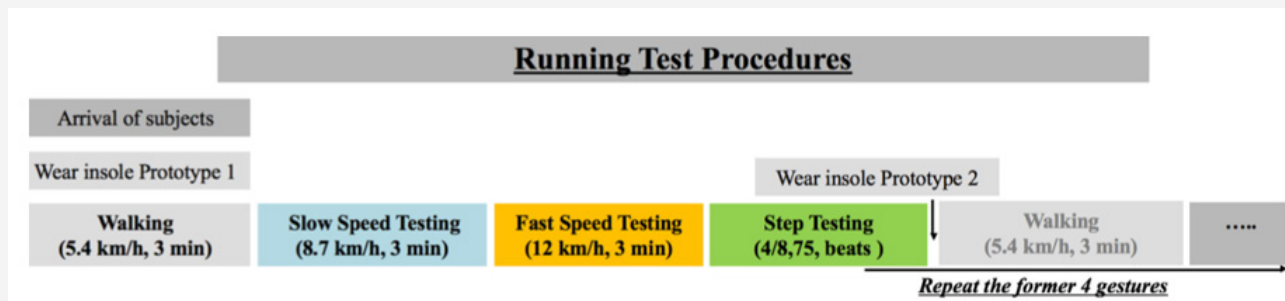 Running Test Procedures
Arrival of subjects
Wear insole Prototype 1
Wear insole Prototype 2
Walking
(5.4 km/h, 3 min)
Slow Speed Testing
(8.7 km/h, 3 min)
Fast Speed Testing
(12 km/h, 3 min)
Step Testing
(4/8,75, beats )
Walking
(5.4 km/h, 3 min)
.....
Repeat the former 4 gestures